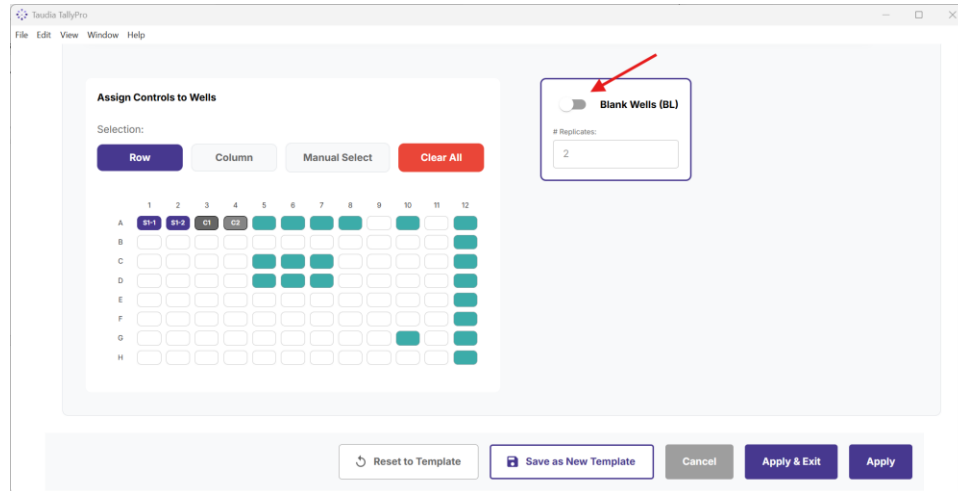 Taudia TallyPro
File Edit View Window Help
Assign Controls to Wells
Selection:
Row Column Manual Select Clear All
1 2 3 4 5 6 7 8 9 10 11 12
A S1-1 S1-2 C1 C2
B
C
D
E
F
G
H
Blank Wells (BL)
# Replicates:
2
Reset to Template Save as New Template Cancel Apply & Exit Apply